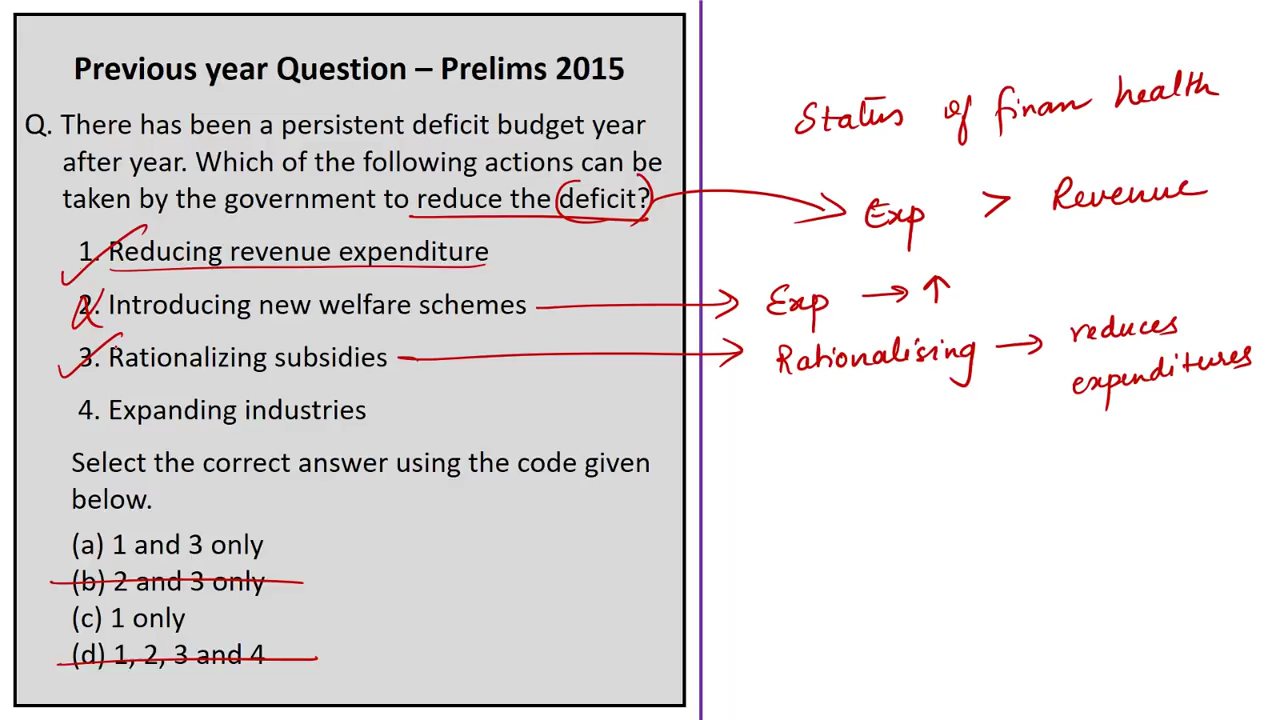 Previous year Question – Prelims 2015
Q. There has been a persistent deficit budget year
after year. Which of the following actions can be
taken by the government to reduce the deficit?
1. Reducing revenue expenditure
2. Introducing new welfare schemes
3. Rationalizing subsidies
4. Expanding industries
Select the correct answer using the code given
below.
(a) 1 and 3 only
(b) 2 and 3 only
(c) 1 only
(d) 1, 2, 3 and 4
Status of finan health
Exp > Revenue
Exp → ↑
Rationalising → reduces
expenditures